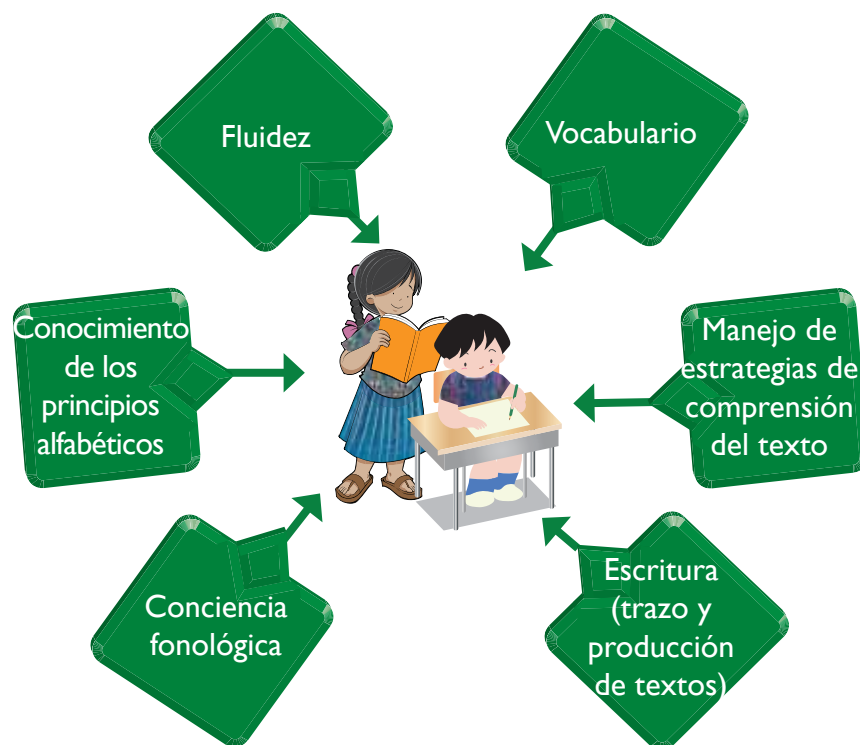 Fluidez
Vocabulario
Conocimiento
de los
principios
alfabéticos
Manejo de
estrategias de
comprensión
del texto
Conciencia
fonológica
Escritura
(trazo y
producción
de textos)